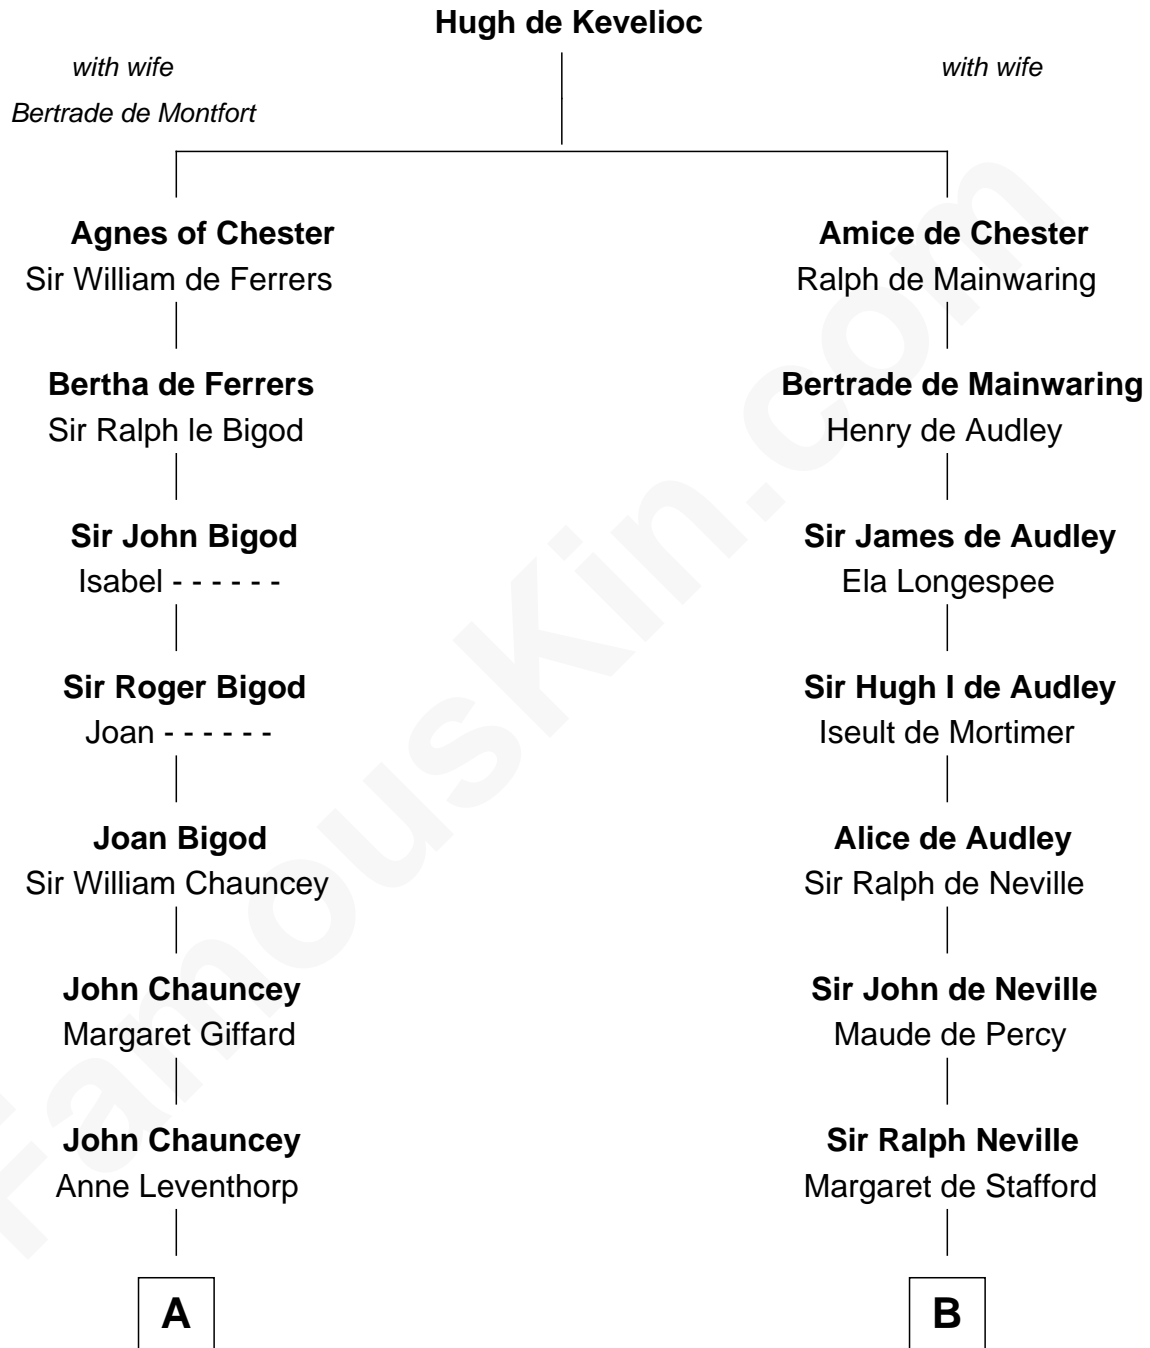 Hugh de Kevelioc
with wife
with wife
Bertrade de Montfort
Agnes of Chester
Sir William de Ferrers
Amice de Chester
Ralph de Mainwaring
Bertha de Ferrers
Sir Ralph le Bigod
Bertrade de Mainwaring
Henry de Audley
Sir John Bigod
Isabel - - - - - -
Sir James de Audley
Ela Longespee
Sir Roger Bigod
Joan - - - - - -
Sir Hugh I de Audley
Iseult de Mortimer
Joan Bigod
Sir William Chauncey
Alice de Audley
Sir Ralph de Neville
John Chauncey
Margaret Giffard
Sir John de Neville
Maude de Percy
John Chauncey
Anne Leventhorp
Sir Ralph Neville
Margaret de Stafford
A
B
FamousKin.com